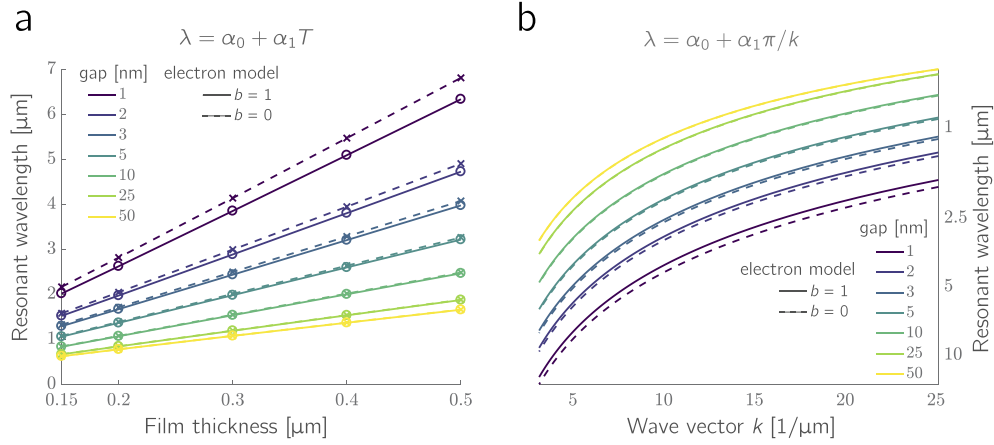 a
λ = α₀ + α₁T
Resonant wavelength [µm]
7
6
5
4
3
2
1
0
gap [nm]
1
2
3
5
10
25
50
electron model
b = 1
b = 0
0.15
0.2
0.3
0.4
0.5
Film thickness [µm]
b
λ = α₀ + α₁π/k
1
2.5
5
10
Resonant wavelength [µm]
gap [nm]
1
2
3
5
10
25
50
electron model
b = 1
b = 0
5
10
15
20
25
Wave vector k [1/µm]